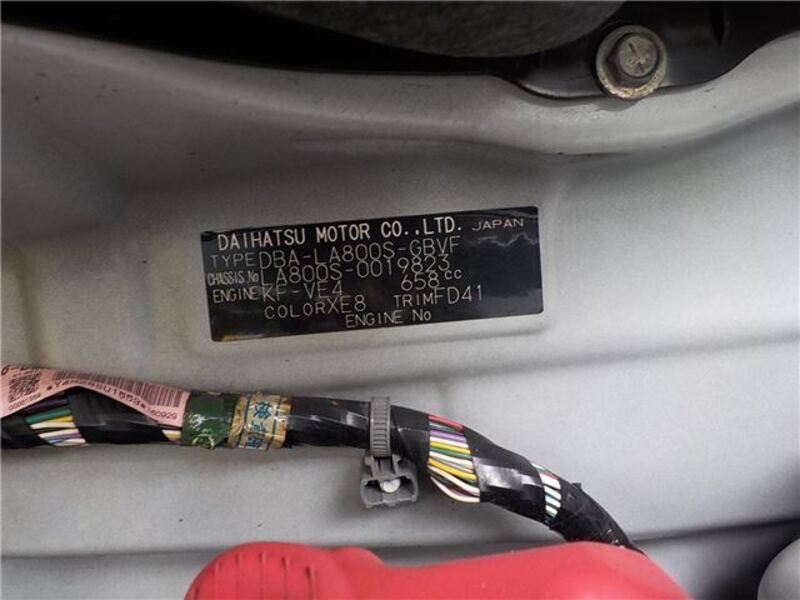 DAIHATSU MOTOR CO.,LTD. JAPAN
TYPE DBA-LA800S-GBVF
CHASSIS No LA800S-0019823
ENGINE KF-VE4 658cc
COLOR XE8 TRIM FD41
ENGINE No
160929